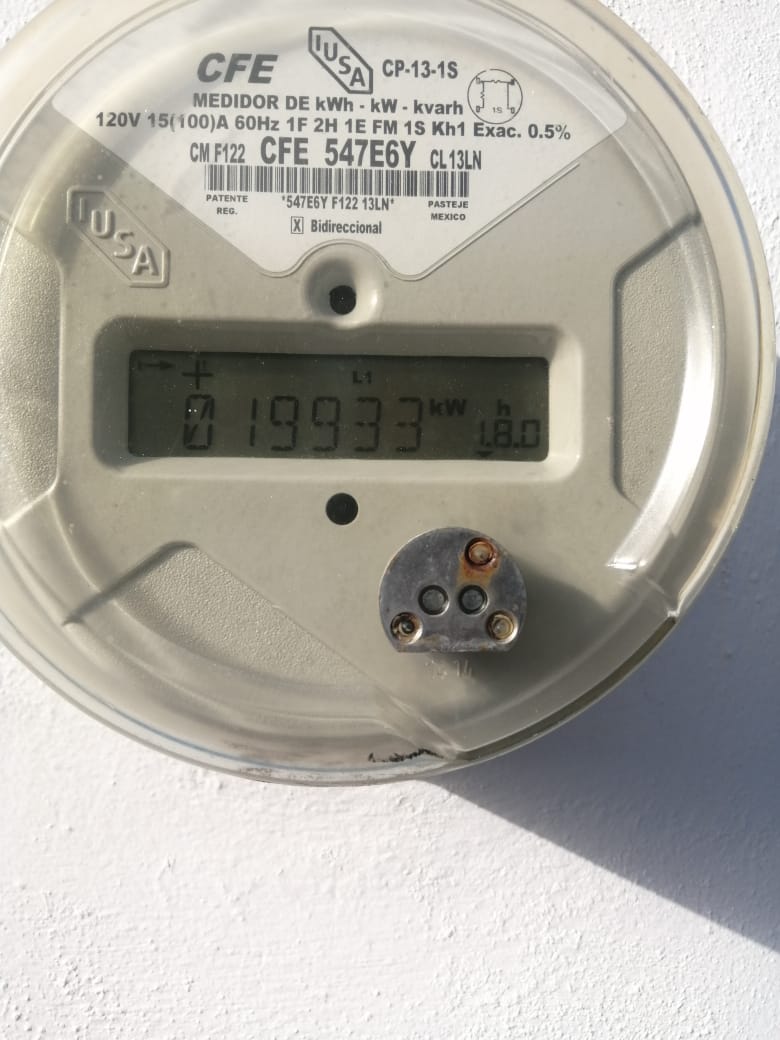 CFE IUSA CP-13-1S
1S
MEDIDOR DE kWh - kW - kvarh
120V 15(100)A 60Hz 1F 2H 1E FM 1S Kh1 Exac. 0.5%
CM F122 CFE 547E6Y CL 13LN
PATENTE REG. *547E6Y F122 13LN* PASTEJE MEXICO
X Bidireccional
IUSA
+ L1
019933 kW h 1.8.0